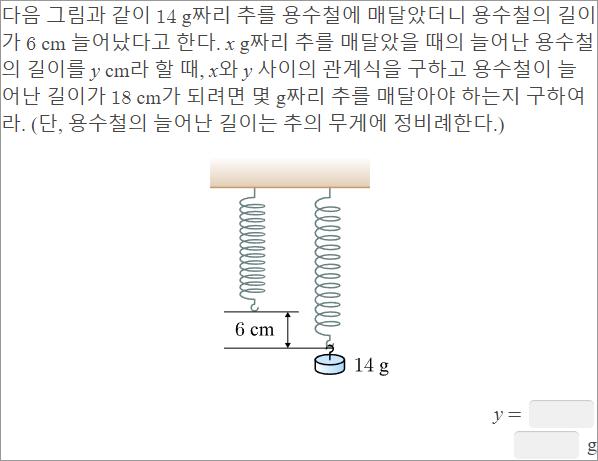 다음 그림과 같이 14 g짜리 추를 용수철에 매달았더니 용수철의 길이
가 6 cm 늘어났다고 한다. x g짜리 추를 매달았을 때의 늘어난 용수철
의 길이를 y cm라 할 때, x와 y 사이의 관계식을 구하고 용수철이 늘
어난 길이가 18 cm가 되려면 몇 g짜리 추를 매달아야 하는지 구하여
라. (단, 용수철의 늘어난 길이는 추의 무게에 정비례한다.)
6 cm
14 g
y =
g